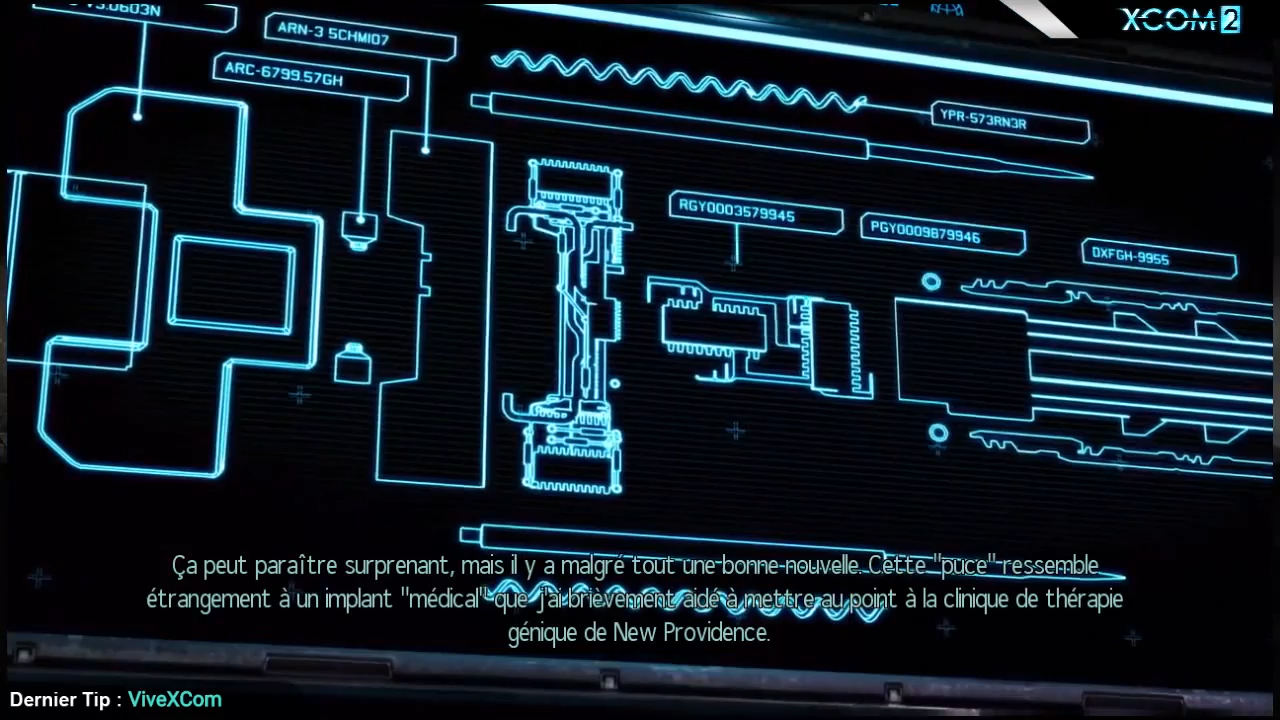 V3.0603N
XCOM 2
ARN-3 5CHMI07
ARC-6799.57GH
YPR-573RN3R
RGY0003579945
PGY0009879946
DXFGH-9955
Ça peut paraître surprenant, mais il y a malgré tout une bonne nouvelle. Cette "puce" ressemble
étrangement à un implant "médical" que j'ai brièvement aidé à mettre au point à la clinique de thérapie
génique de New Providence.
Dernier Tip : ViveXCom